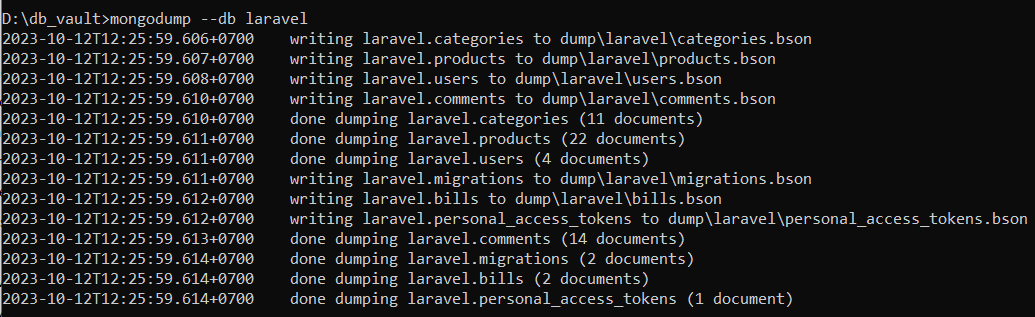 D:\db_vault>mongodump --db laravel
2023-10-12T12:25:59.606+0700    writing laravel.categories to dump\laravel\categories.bson
2023-10-12T12:25:59.607+0700    writing laravel.products to dump\laravel\products.bson
2023-10-12T12:25:59.608+0700    writing laravel.users to dump\laravel\users.bson
2023-10-12T12:25:59.610+0700    writing laravel.comments to dump\laravel\comments.bson
2023-10-12T12:25:59.610+0700    done dumping laravel.categories (11 documents)
2023-10-12T12:25:59.611+0700    done dumping laravel.products (22 documents)
2023-10-12T12:25:59.611+0700    done dumping laravel.users (4 documents)
2023-10-12T12:25:59.611+0700    writing laravel.migrations to dump\laravel\migrations.bson
2023-10-12T12:25:59.612+0700    writing laravel.bills to dump\laravel\bills.bson
2023-10-12T12:25:59.612+0700    writing laravel.personal_access_tokens to dump\laravel\personal_access_tokens.bson
2023-10-12T12:25:59.613+0700    done dumping laravel.comments (14 documents)
2023-10-12T12:25:59.614+0700    done dumping laravel.migrations (2 documents)
2023-10-12T12:25:59.614+0700    done dumping laravel.bills (2 documents)
2023-10-12T12:25:59.614+0700    done dumping laravel.personal_access_tokens (1 document)